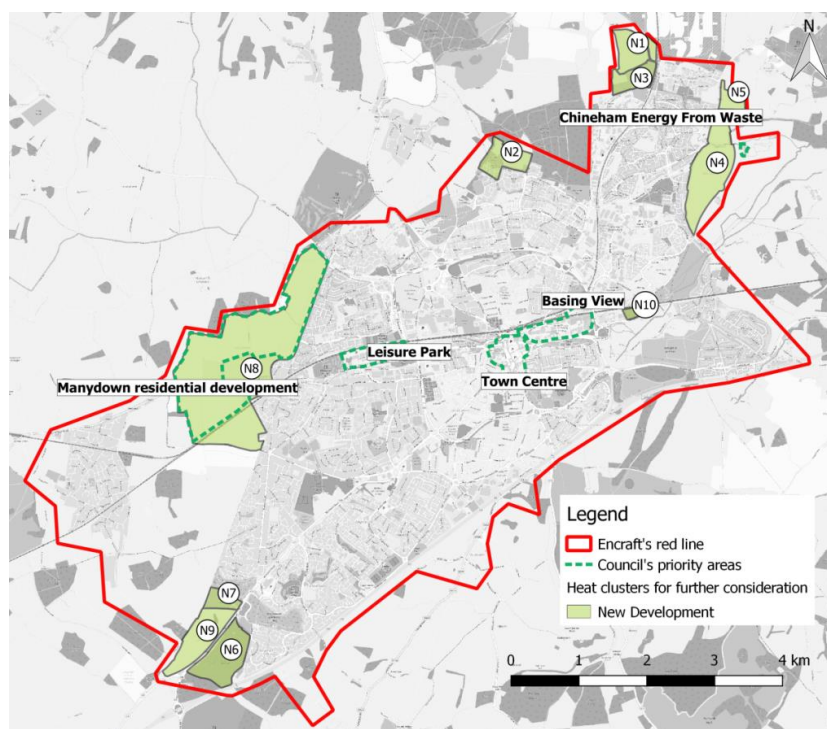 N
N1
N3
N5
Chineham Energy From Waste
N2
N4
N10
Basing View
Leisure Park
N8
Manydown residential development
Town Centre
Legend
Encraft's red line
Council's priority areas
Heat clusters for further consideration
New Development
N7
N9
N6
0 1 2 3 4 km